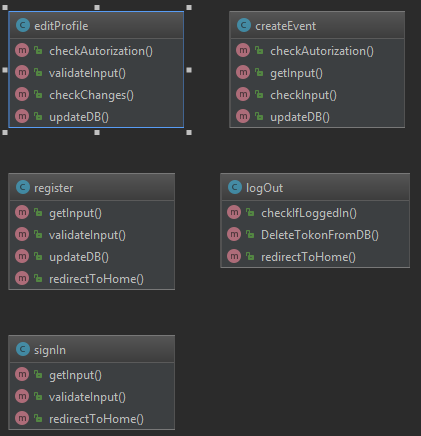 C editProfile
m checkAutorization()
m validateInput()
m checkChanges()
m updateDB()
C createEvent
m checkAutorization()
m getInput()
m checkInput()
m updateDB()
C register
m getInput()
m validateInput()
m updateDB()
m redirectToHome()
C logOut
m checkIfLoggedIn()
m DeleteTokonFromDB()
m redirectToHome()
C signIn
m getInput()
m validateInput()
m redirectToHome()